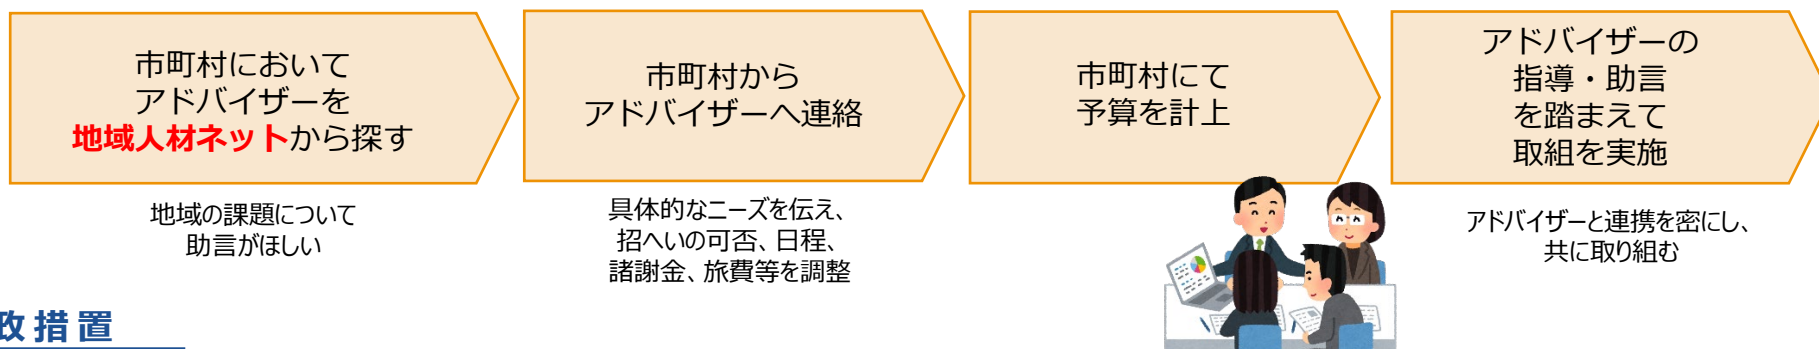 市町村において
アドバイザーを
地域人材ネットから探す
地域の課題について
助言がほしい
市町村から
アドバイザーへ連絡
具体的なニーズを伝え、
招へいの可否、日程、
諸謝金、旅費等を調整
市町村にて
予算を計上
アドバイザーの
指導・助言
を踏まえて
取組を実施
アドバイザーと連携を密にし、
共に取り組む
政措置